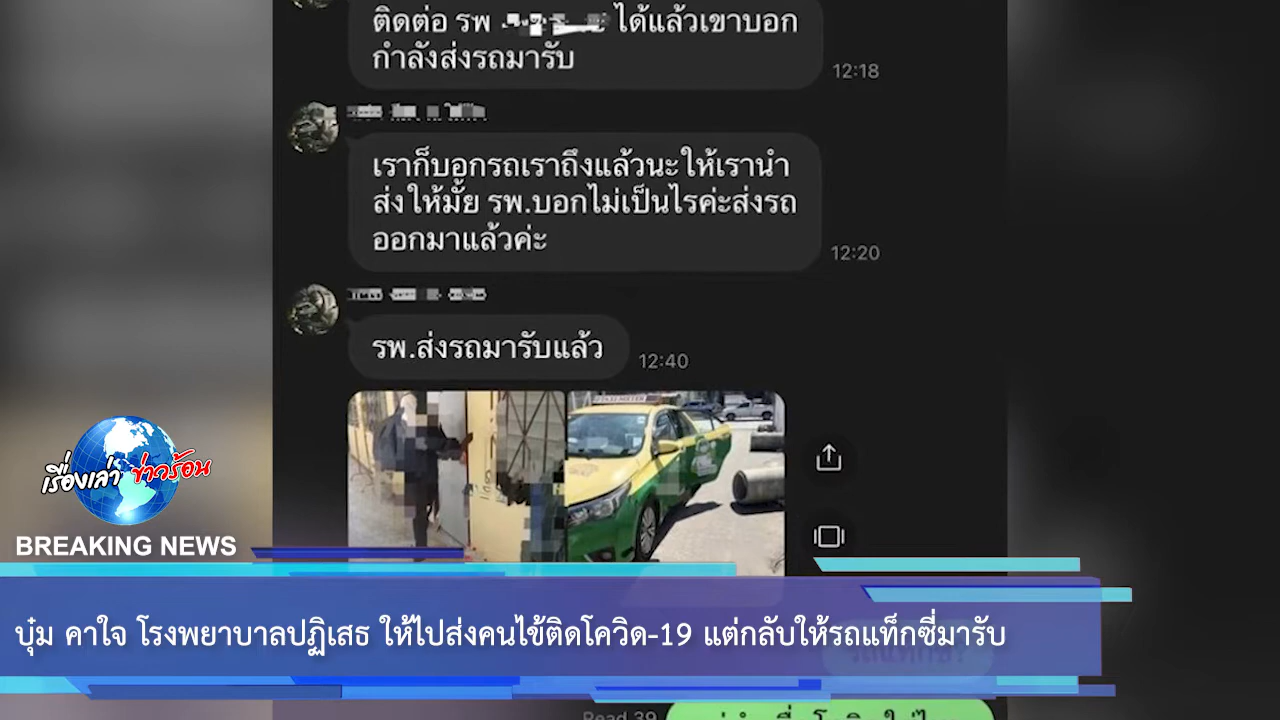 ติดต่อ รพ ได้แล้วเขาบอก
กำลังส่งรถมารับ
12:18
เราก็บอกรถเราถึงแล้วนะให้เรานำ
ส่งให้มั้ย รพ.บอกไม่เป็นไรค่ะส่งรถ
ออกมาแล้วค่ะ
12:20
รพ.ส่งรถมารับแล้ว
12:40
เรื่องเล่า ข่าวร้อน
BREAKING NEWS
บุ๋ม คาใจ โรงพยาบาลปฏิเสธ ให้ไปส่งคนไข้ติดโควิด-19 แต่กลับให้รถแท็กซี่มารับ
Read 39